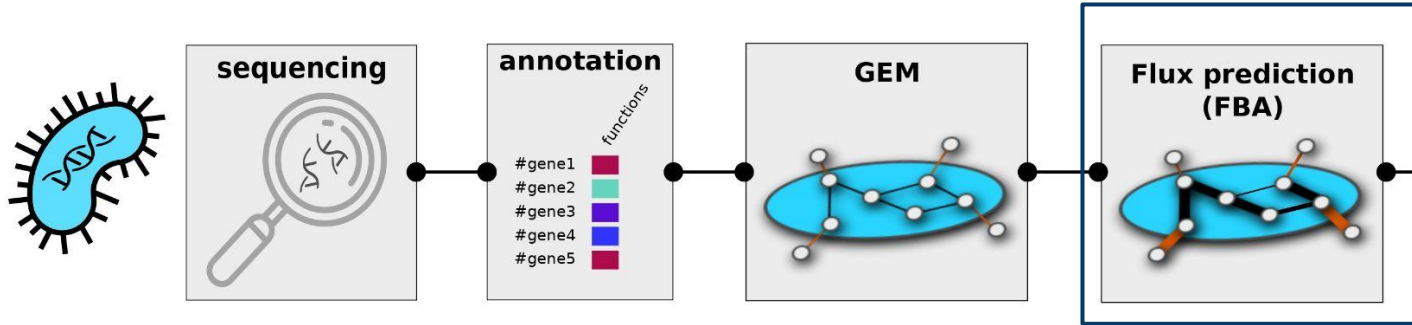 sequencing
annotation
functions
#gene1
#gene2
#gene3
#gene4
#gene5
GEM
Flux prediction
(FBA)